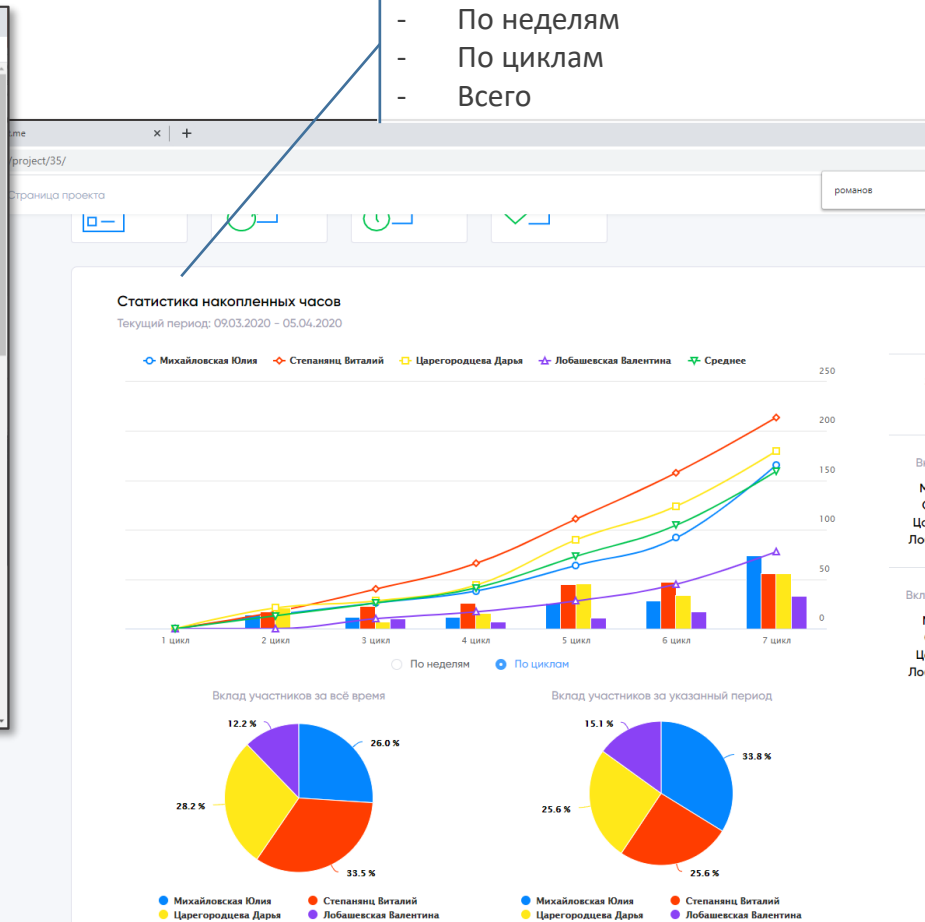 - По неделям
- По циклам
- Всего
.me × +
/project/35/
Страница проекта
романов
Статистика накопленных часов
Текущий период: 09.03.2020 - 05.04.2020
Михайловская Юлия Степанянц Виталий Царегородцева Дарья Лобашевская Валентина Среднее
250
200
150
100
50
0
1 цикл 2 цикл 3 цикл 4 цикл 5 цикл 6 цикл 7 цикл
По неделям По циклам
Вклад участников за всё время
12.2 %
26.0 %
28.2 %
33.5 %
Михайловская Юлия Степанянц Виталий
Царегородцева Дарья Лобашевская Валентина
Вклад участников за указанный период
15.1 %
33.8 %
25.6 %
25.6 %
Михайловская Юлия Степанянц Виталий
Царегородцева Дарья Лобашевская Валентина